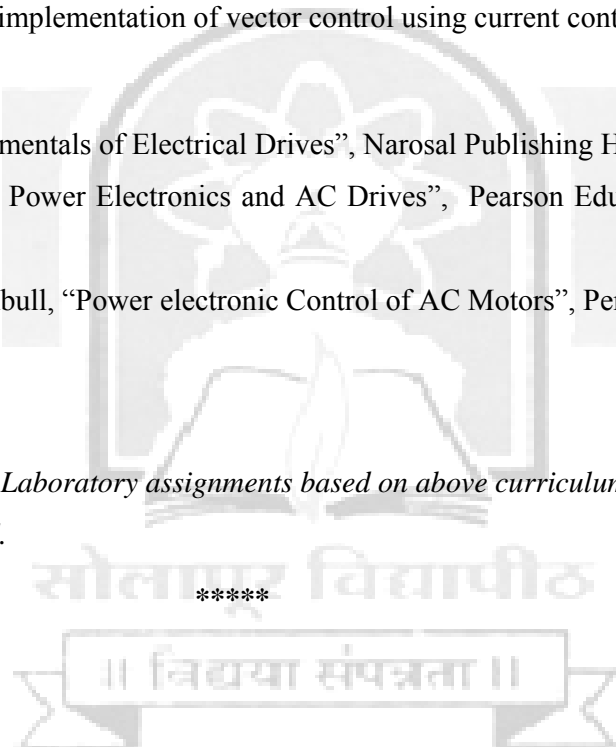 implementation of vector control using current cont
mentals of Electrical Drives”, Narosal Publishing H
Power Electronics and AC Drives”, Pearson Edu
bull, “Power electronic Control of AC Motors”, Per
Laboratory assignments based on above curriculum
.
सोलापूर विद्यापीठ
*****
॥ विद्यया संपन्नता ॥